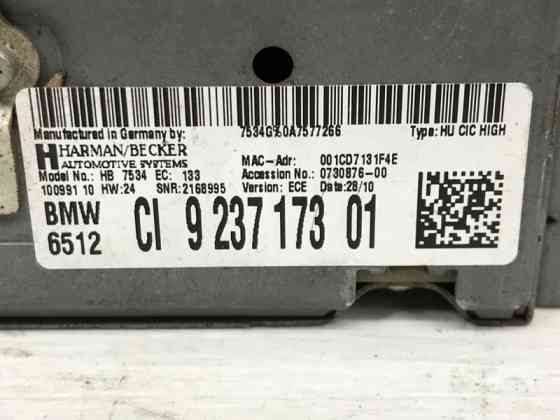 Manufactured in Germany by: 7534G%0A7577266 Type: HU CIC HIGH
HARMAN/BECKER
AUTOMOTIVE SYSTEMS MAC-Adr: 001CD7131F4E
Model No.: HB 7534 EC: 133 Accession No.: 0730876-00
100991 10 HW:24 SNR:2168995 Version: ECE Date:28/10
BMW
6512
CI 9 237 173 01